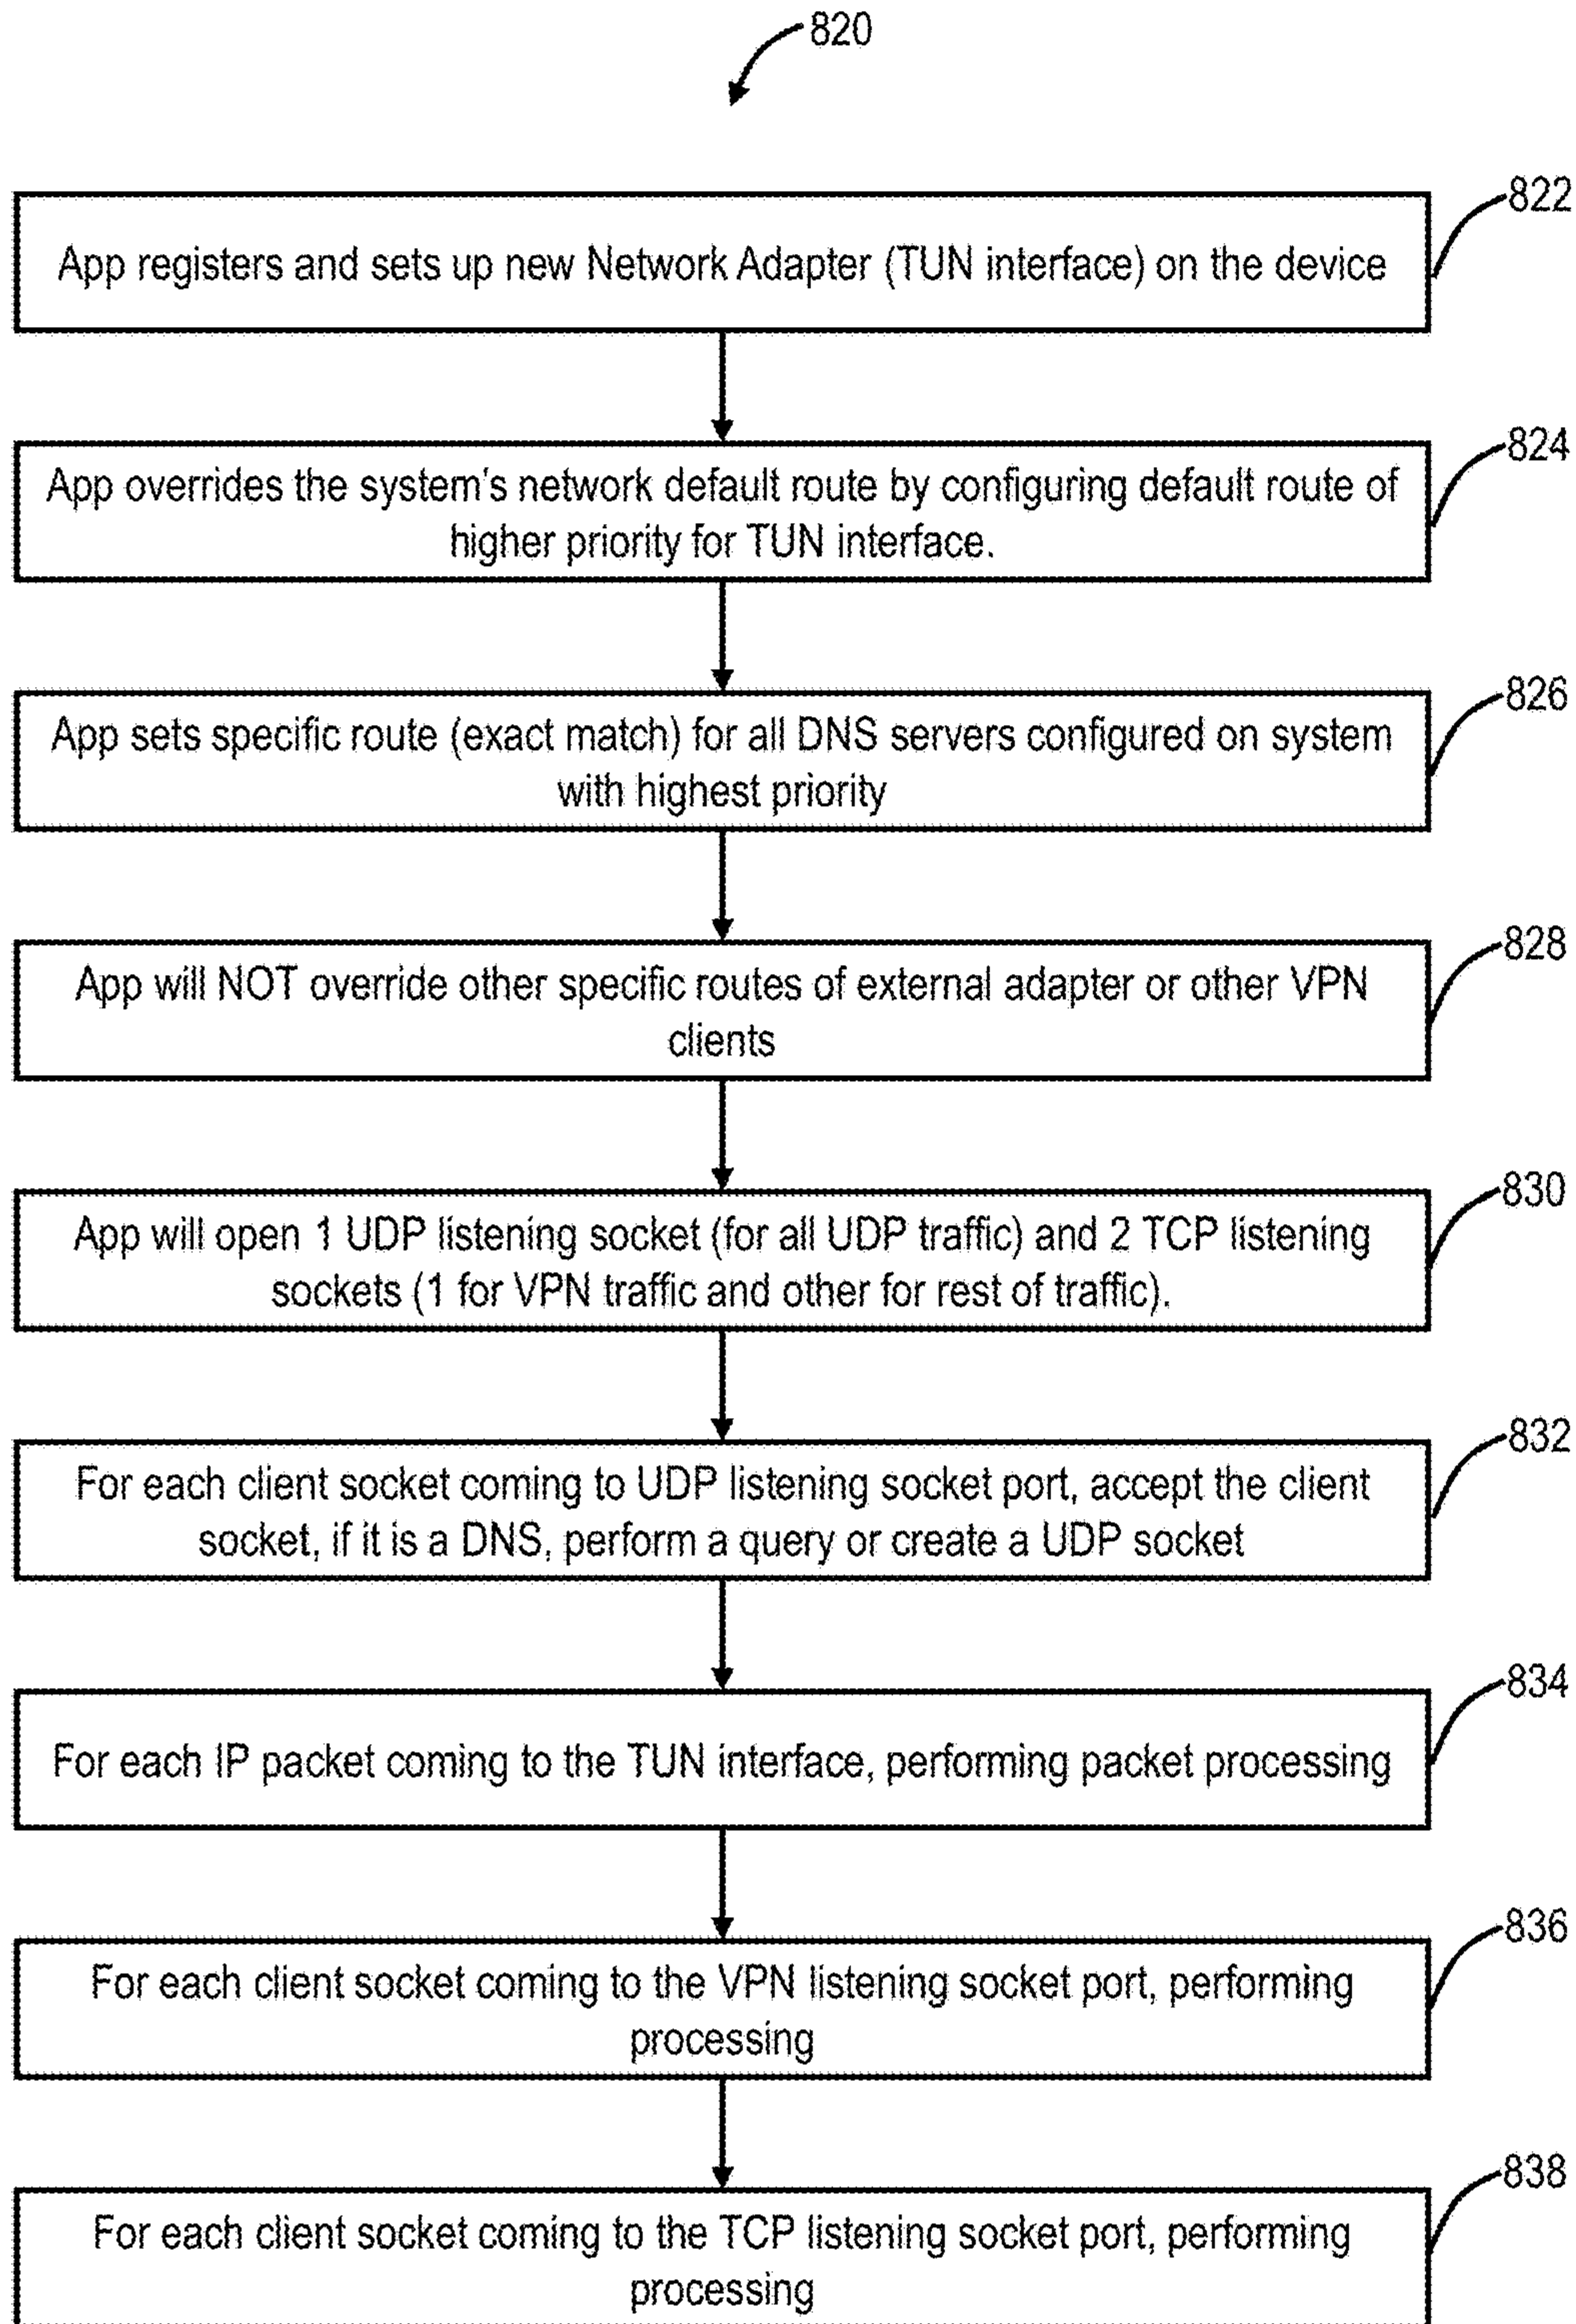 820
822
App registers and sets up new Network Adapter (TUN interface) on the device
824
App overrides the system's network default route by configuring default route of
higher priority for TUN interface.
826
App sets specific route (exact match) for all DNS servers configured on system
with highest priority
828
App will NOT override other specific routes of external adapter or other VPN
clients
830
App will open 1 UDP listening socket (for all UDP traffic) and 2 TCP listening
sockets (1 for VPN traffic and other for rest of traffic).
832
For each client socket coming to UDP listening socket port, accept the client
socket, if it is a DNS, perform a query or create a UDP socket
834
For each IP packet coming to the TUN interface, performing packet processing
836
For each client socket coming to the VPN listening socket port, performing
processing
838
For each client socket coming to the TCP listening socket port, performing
processing